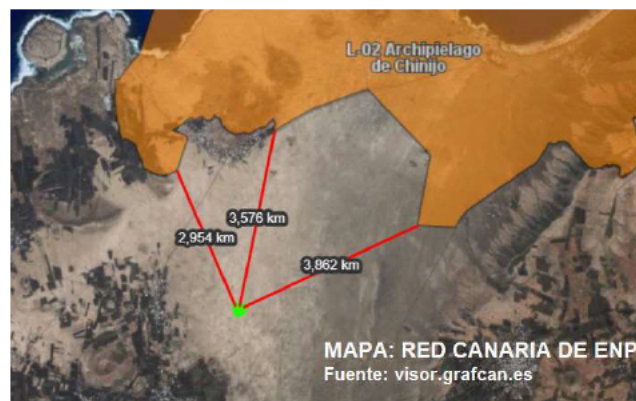 L-02 Archipielago
de Chinijo
3,576 km
2,954 km
3,862 km
MAPA: RED CANARIA DE ENP
Fuente: visor.grafcan.es